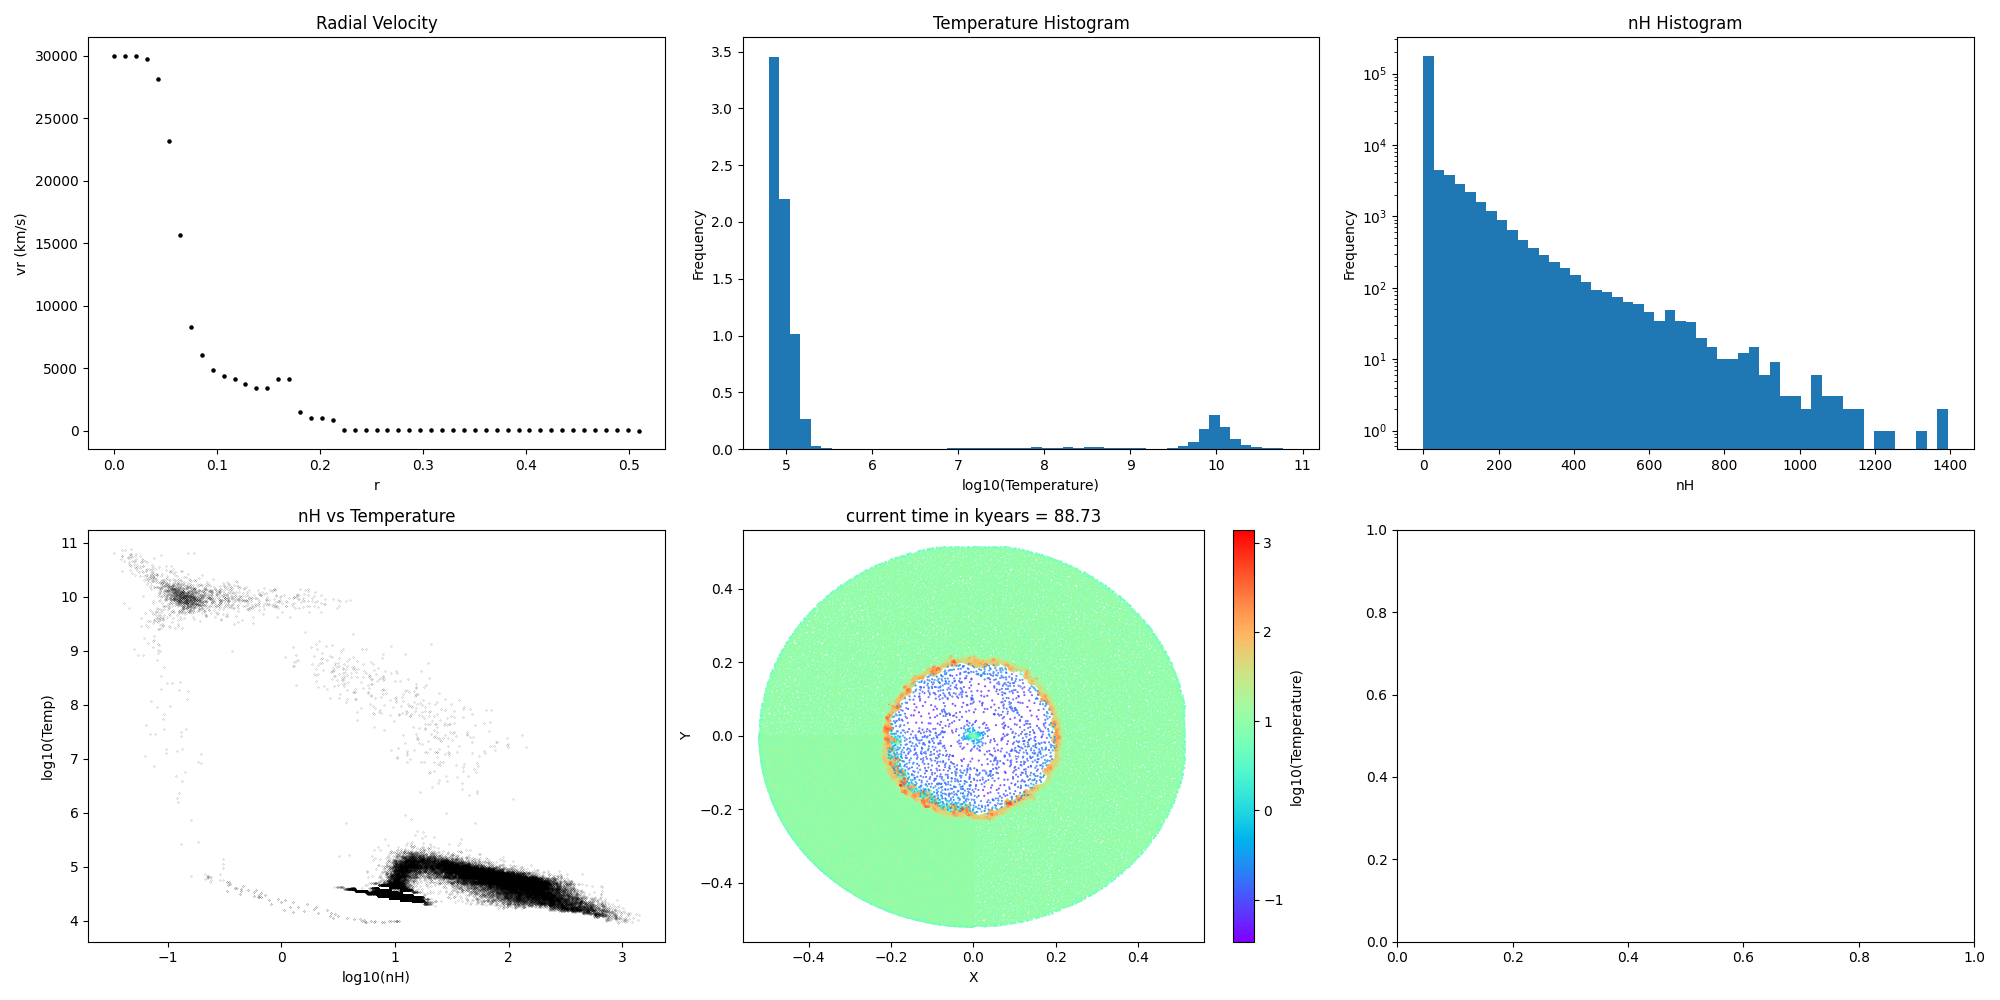 Radial Velocity
30000
25000
20000
15000
10000
5000
0
vr (km/s)
0.0 0.1 0.2 0.3 0.4 0.5
r
Temperature Histogram
3.5
3.0
2.5
2.0
1.5
1.0
0.5
0.0
Frequency
5 6 7 8 9 10 11
log10(Temperature)
nH Histogram
10⁵
10⁴
10³
10²
10¹
10⁰
Frequency
0 200 400 600 800 1000 1200 1400
nH
nH vs Temperature
11
10
9
8
7
6
5
4
log10(Temp)
−1 0 1 2 3
log10(nH)
current time in kyears = 88.73
0.4
0.2
0.0
−0.2
−0.4
Y
−0.4 −0.2 0.0 0.2 0.4
X
3
2
1
0
−1
log10(Temperature)
1.0
0.8
0.6
0.4
0.2
0.0
0.0 0.2 0.4 0.6 0.8 1.0